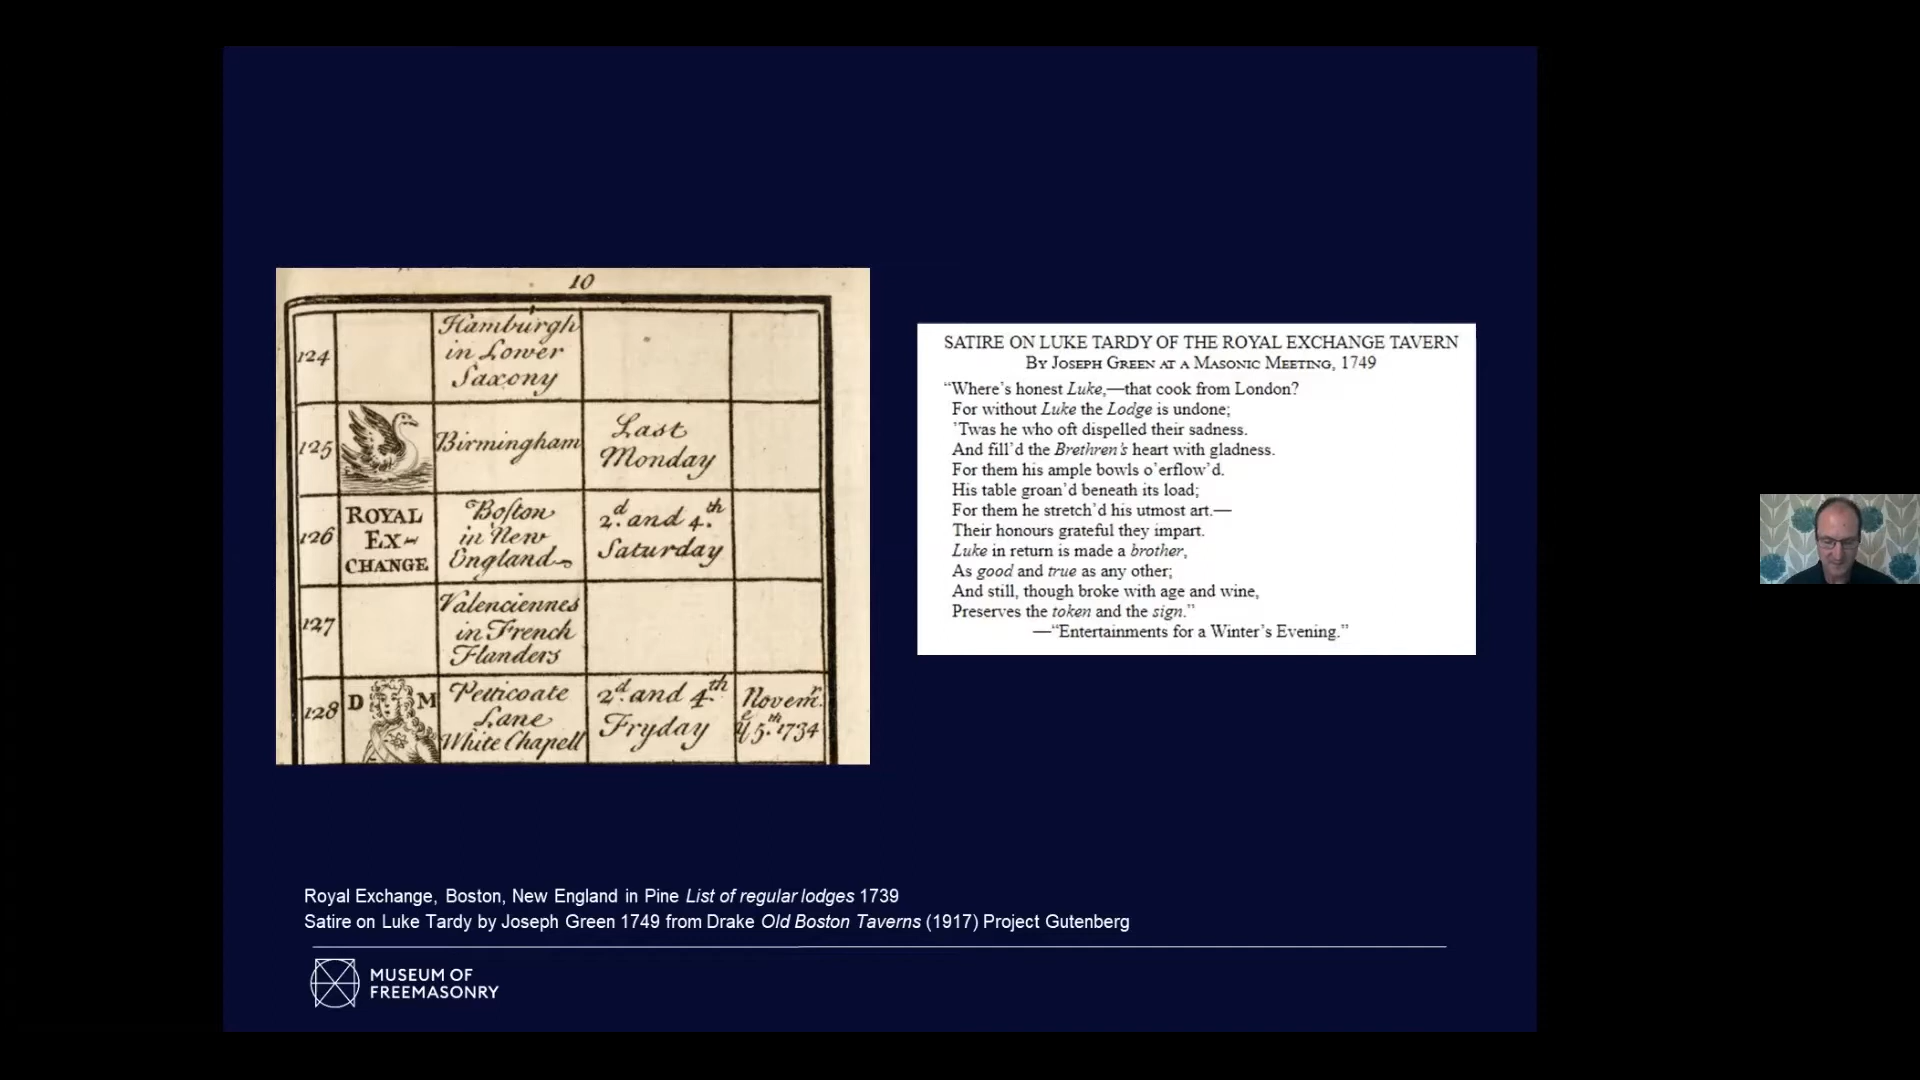 10
124
Hamburgh
in Lower
Saxony
125
Birmingham
Last
Monday
126
ROYAL
EX-
CHANGE
Boſton
in New
England
2.d and 4.th
Saturday
127
Valenciennes
in French
Flanders
128
D M
Petticoate
Lane
White Chapell
2.d and 4.th
Fryday
Novem.r
ye 5.th 1734
SATIRE ON LUKE TARDY OF THE ROYAL EXCHANGE TAVERN
BY JOSEPH GREEN AT A MASONIC MEETING, 1749
“Where’s honest Luke,—that cook from London?
For without Luke the Lodge is undone;
’Twas he who oft dispelled their sadness.
And fill’d the Brethren’s heart with gladness.
For them his ample bowls o’erflow’d.
His table groan’d beneath its load;
For them he stretch’d his utmost art.—
Their honours grateful they impart.
Luke in return is made a brother,
As good and true as any other;
And still, though broke with age and wine,
Preserves the token and the sign.”
—“Entertainments for a Winter’s Evening.”
Royal Exchange, Boston, New England in Pine List of regular lodges 1739
Satire on Luke Tardy by Joseph Green 1749 from Drake Old Boston Taverns (1917) Project Gutenberg
MUSEUM OF
FREEMASONRY